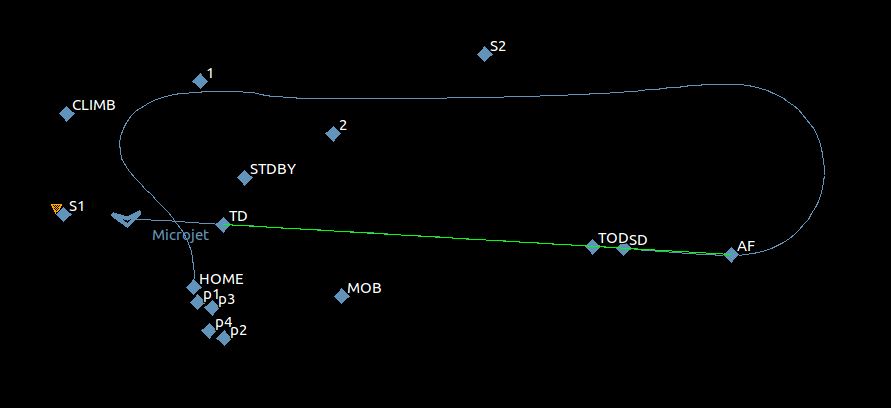 S2
1
CLIMB
2
STDBY
S1
TD
Microjet
TOD
SD
AF
HOME
MOB
p1
p3
p4
p2